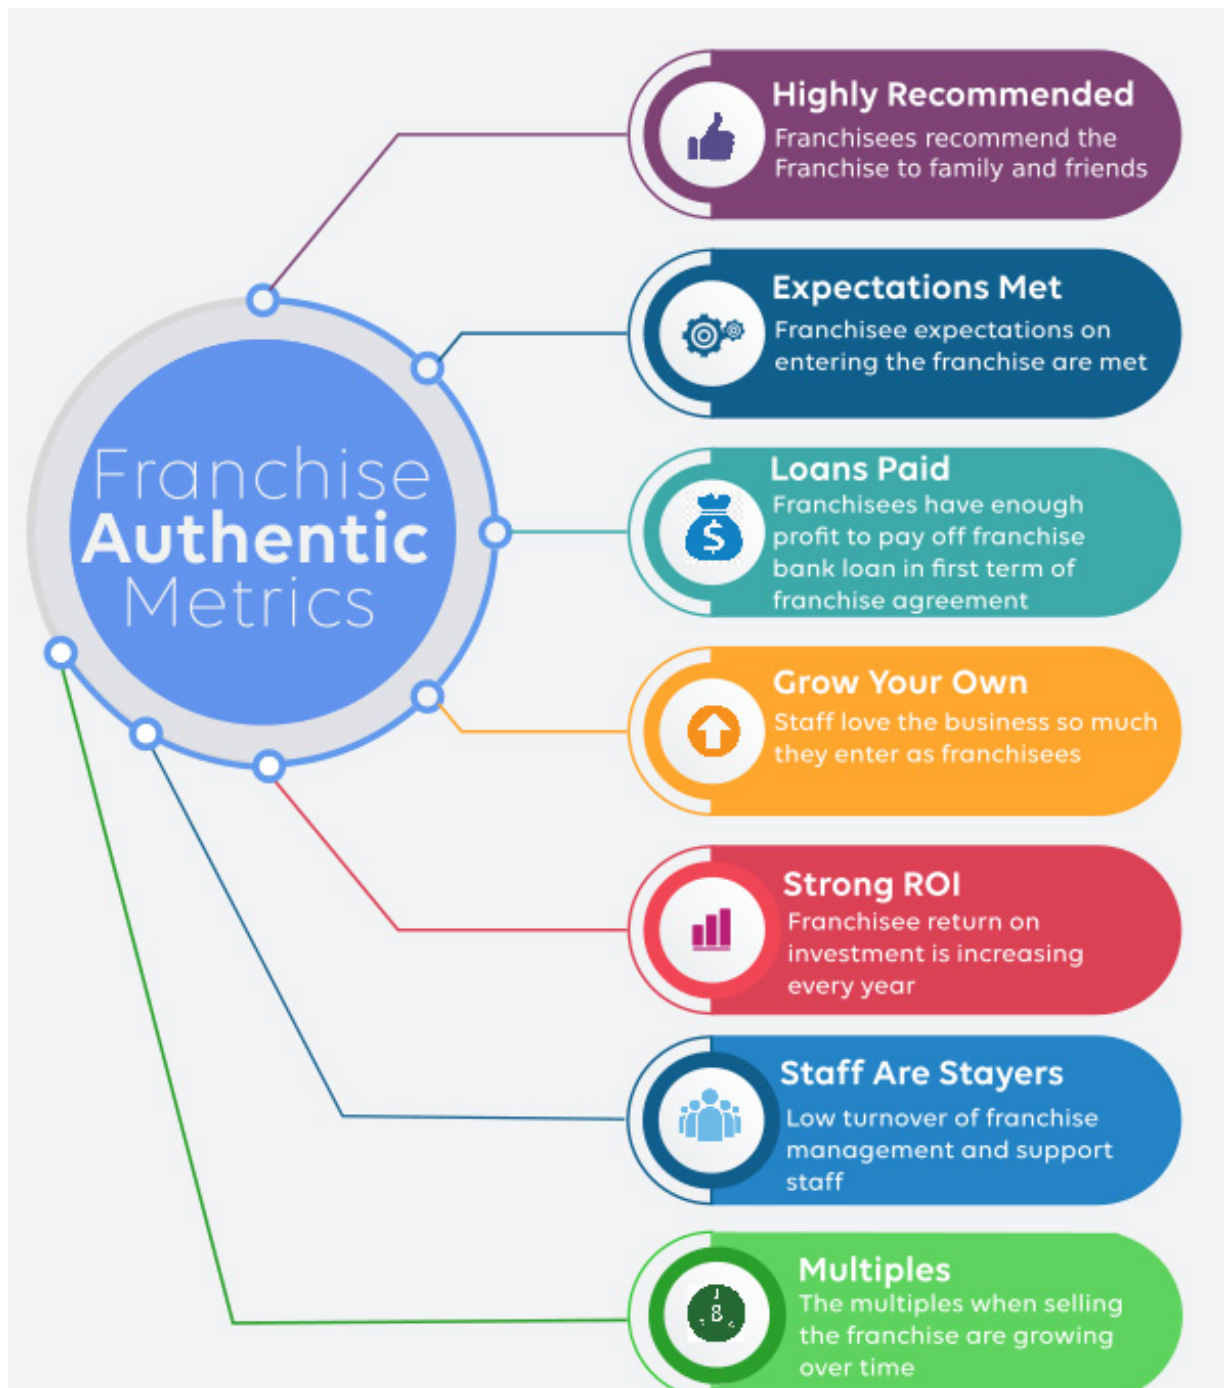 Franchise
Authentic
Metrics
Highly Recommended
Franchisees recommend the
Franchise to family and friends
Expectations Met
Franchisee expectations on
entering the franchise are met
Loans Paid
Franchisees have enough
profit to pay off franchise
bank loan in first term of
franchise agreement
$
Grow Your Own
Staff love the business so much
they enter as franchisees
Strong ROI
Franchisee return on
investment is increasing
every year
Staff Are Stayers
Low turnover of franchise
management and support
staff
Multiples
The multiples when selling
the franchise are growing
over time
8